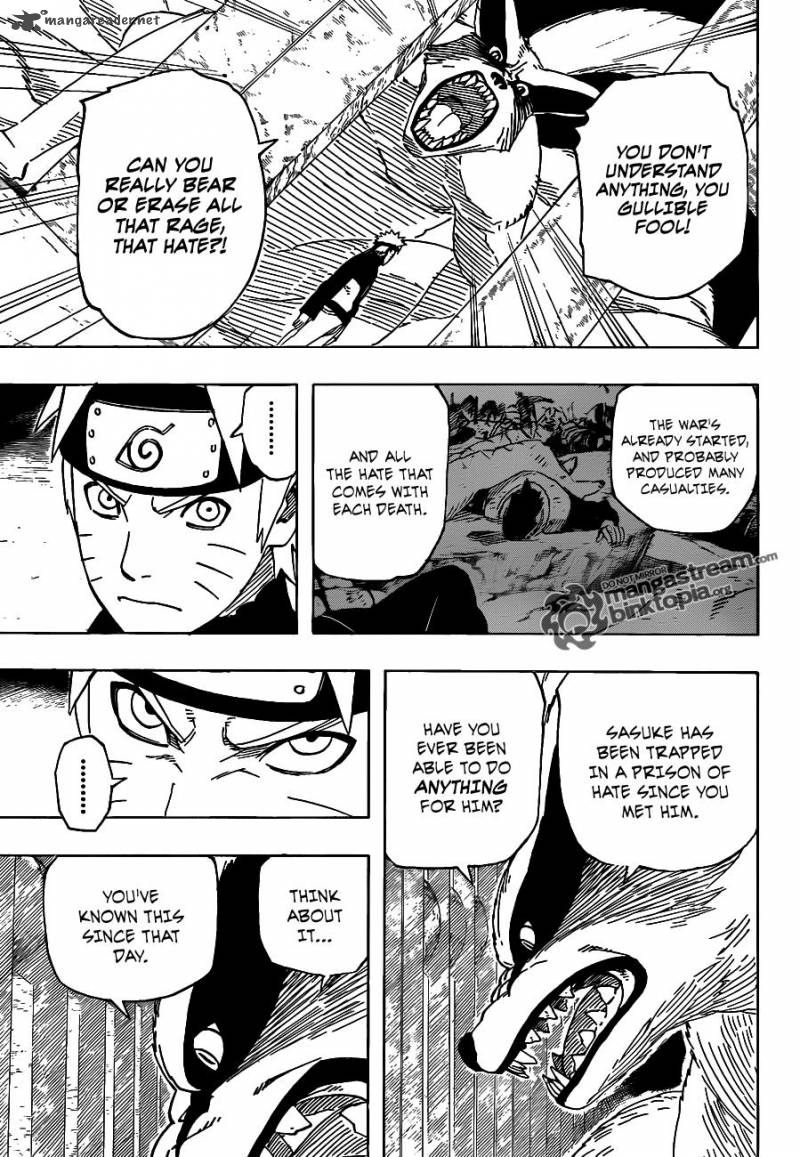 mangareader.net
YOU DON'T
UNDERSTAND
ANYTHING, YOU
GULLIBLE
FOOL!
CAN YOU
REALLY BEAR
OR ERASE ALL
THAT RAGE,
THAT HATE?!
THE WAR'S
ALREADY STARTED,
AND PROBABLY
PRODUCED MANY
CASUALTIES.
AND ALL
THE HATE THAT
COMES WITH
EACH DEATH.
........
DO NOT MIRROR
mangastream.com
binktopia.org
SASUKE HAS
BEEN TRAPPED
IN A PRISON OF
HATE SINCE YOU
MET HIM.
HAVE YOU
EVER BEEN
ABLE TO DO
ANYTHING
FOR HIM?
........
THINK
ABOUT
IT...
YOU'VE
KNOWN THIS
SINCE THAT
DAY.